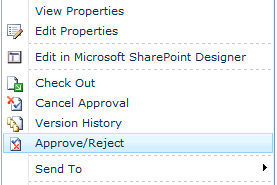 View Properties
Edit Properties
Edit in Microsoft SharePoint Designer
Check Out
Cancel Approval
Version History
Approve/Reject
Send To